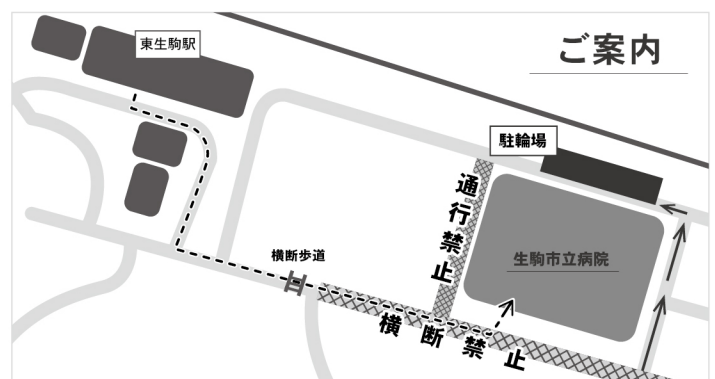 ご案内
東生駒駅
駐輪場
通行禁止
生駒市立病院
横断歩道
横断禁止